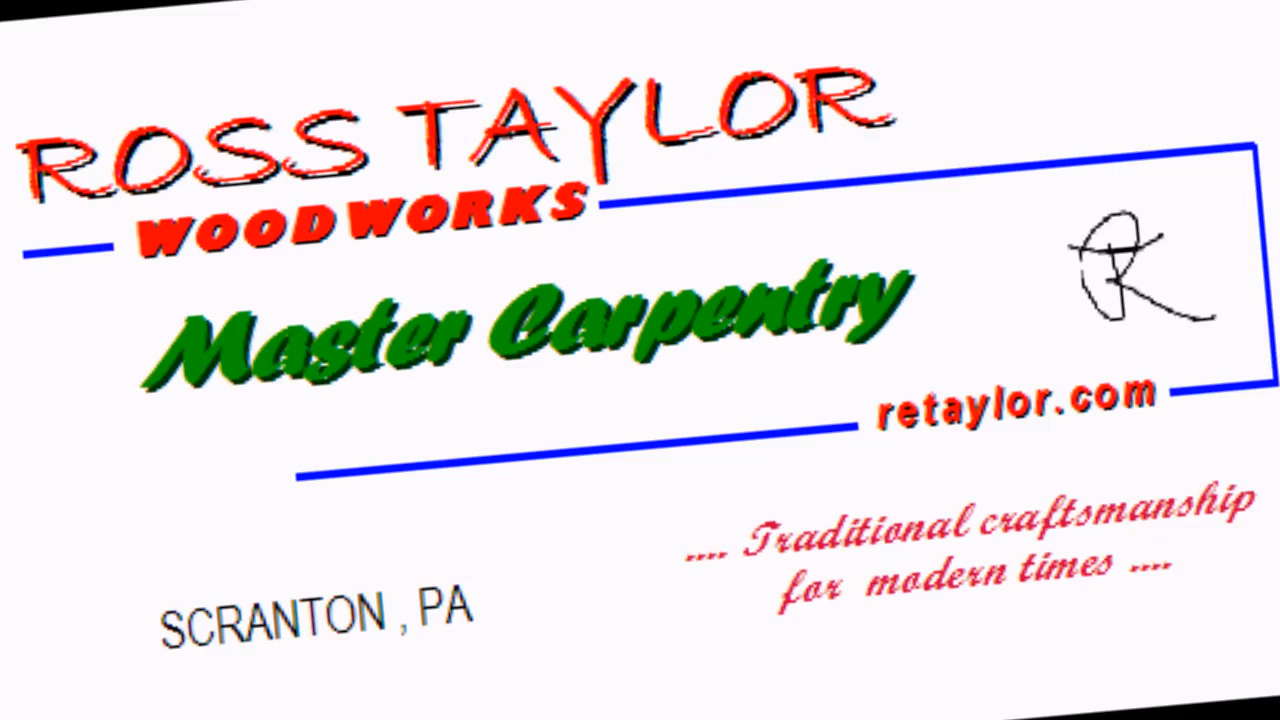 ROSS TAYLOR
WOODWORKS
Master Carpentry
retaylor.com
.... Traditional craftsmanship
for modern times ....
SCRANTON , PA